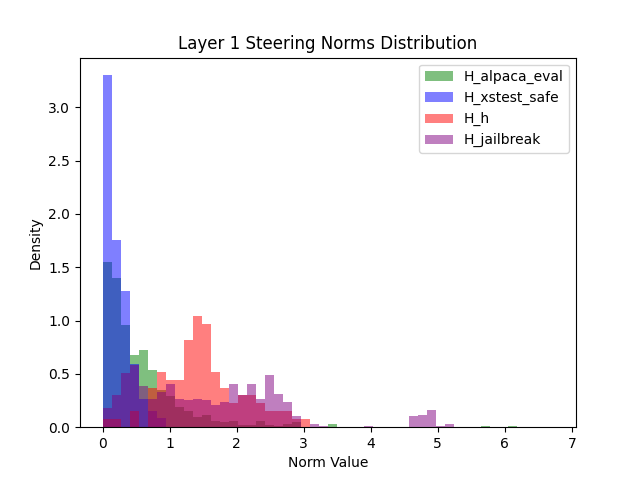 Layer 1 Steering Norms Distribution
H_alpaca_eval
H_xstest_safe
H_h
H_jailbreak
Density
3.0
2.5
2.0
1.5
1.0
0.5
0.0
0 1 2 3 4 5 6 7
Norm Value